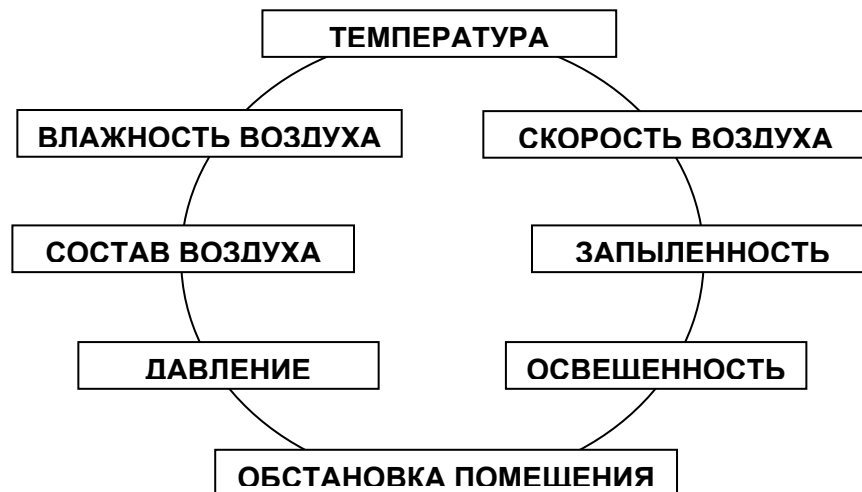 ТЕМПЕРАТУРА
ВЛАЖНОСТЬ ВОЗДУХА
СКОРОСТЬ ВОЗДУХА
СОСТАВ ВОЗДУХА
ЗАПЫЛЕННОСТЬ
ДАВЛЕНИЕ
ОСВЕЩЕННОСТЬ
ОБСТАНОВКА ПОМЕЩЕНИЯ